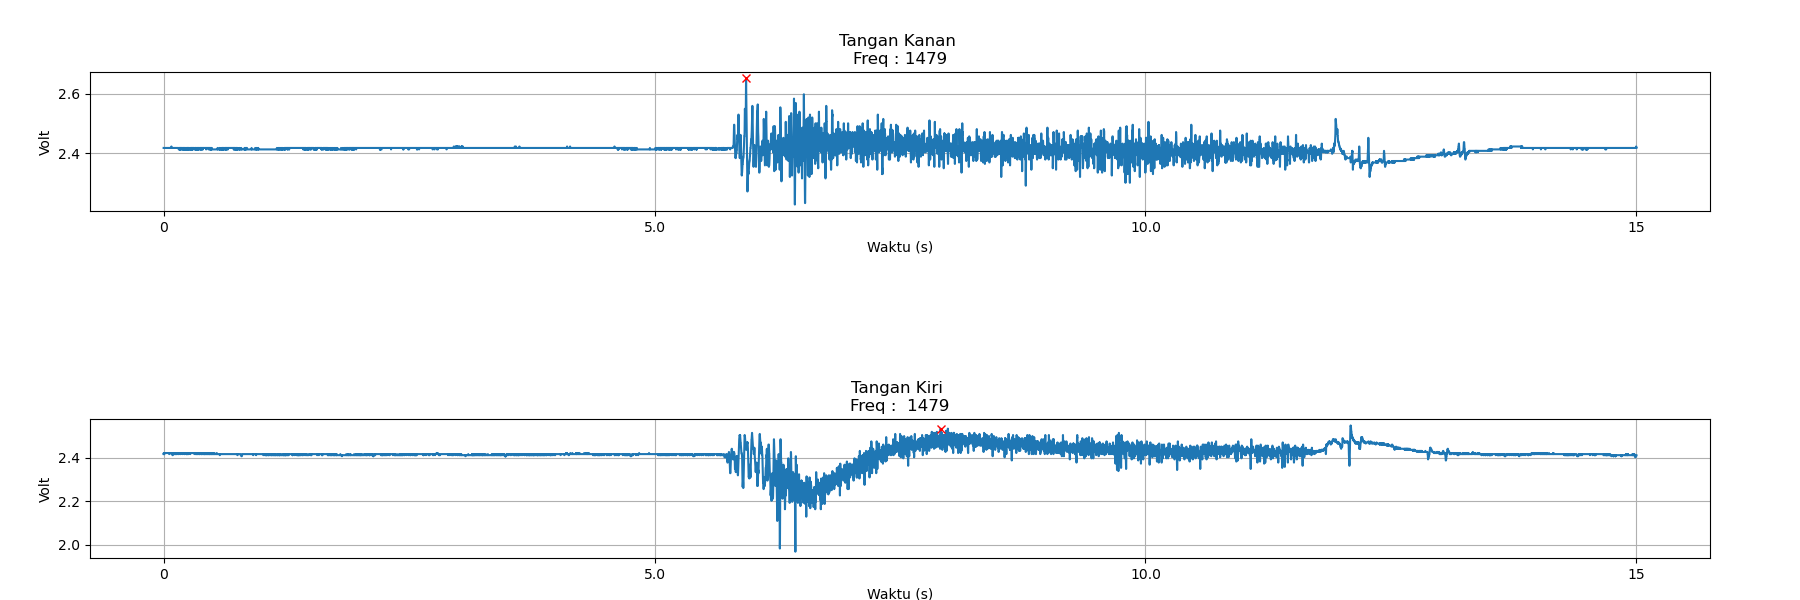 Tangan Kanan
Freq : 1479
Volt
2.6
2.4
0 5.0 10.0 15
Waktu (s)
Tangan Kiri
Freq :  1479
Volt
2.4
2.2
2.0
0 5.0 10.0 15
Waktu (s)